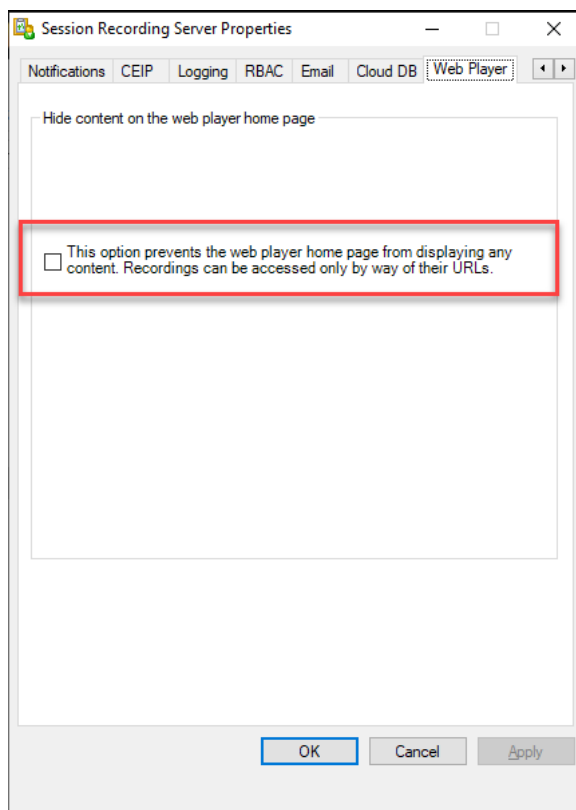 Session Recording Server Properties
Notifications CEIP Logging RBAC Email Cloud DB Web Player
Hide content on the web player home page
This option prevents the web player home page from displaying any
content. Recordings can be accessed only by way of their URLs.
OK Cancel Apply